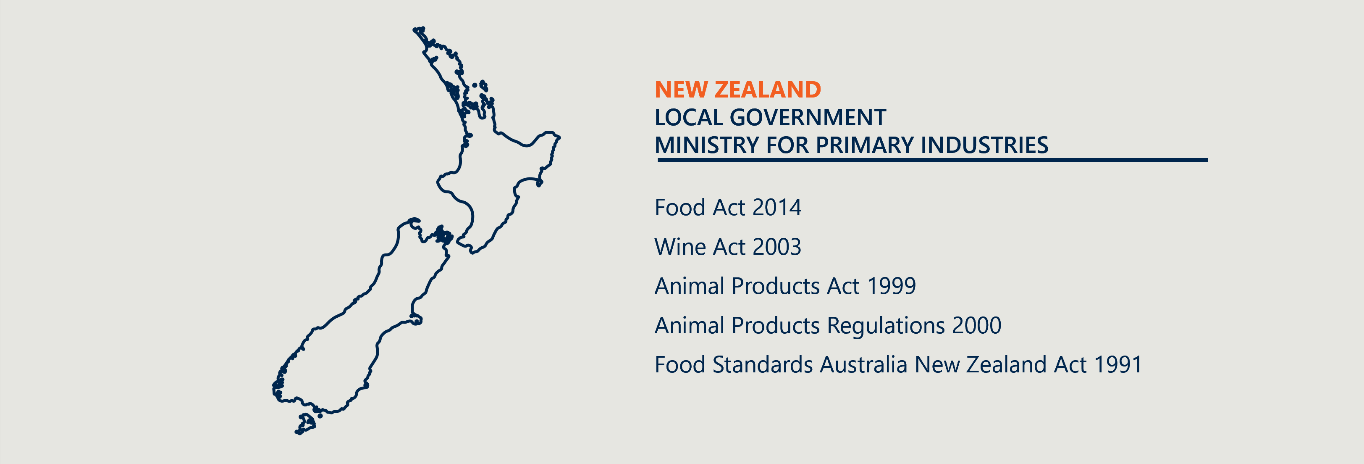 NEW ZEALAND
LOCAL GOVERNMENT
MINISTRY FOR PRIMARY INDUSTRIES
Food Act 2014
Wine Act 2003
Animal Products Act 1999
Animal Products Regulations 2000
Food Standards Australia New Zealand Act 1991